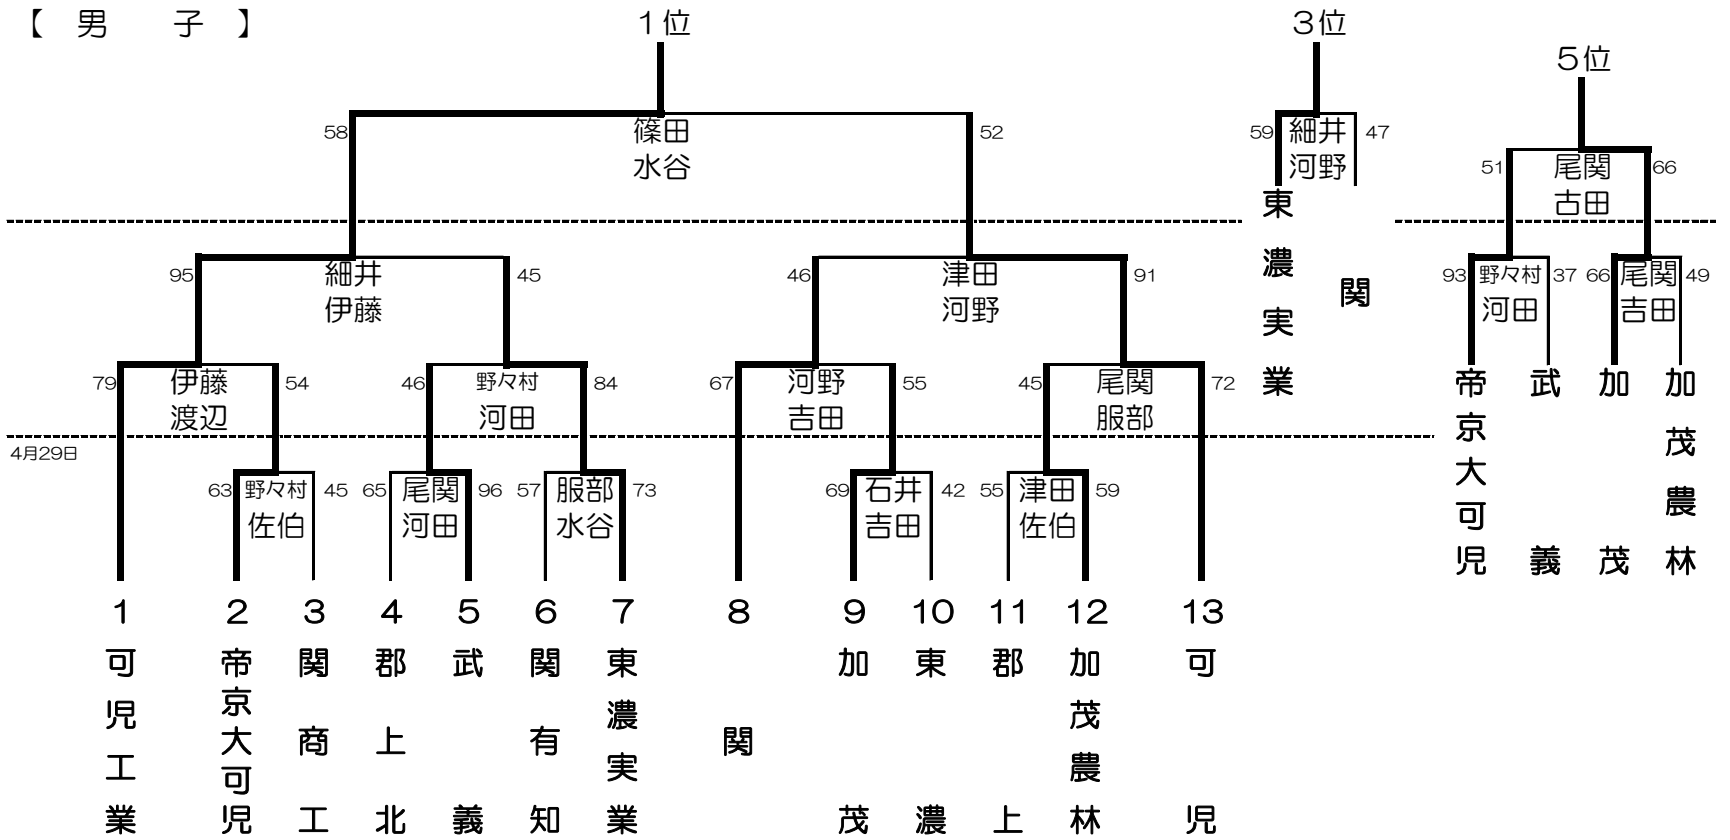 【 男 子 】
1位
3位
5位
58
篠田
水谷
52
59
細井
河野
47
51
尾関
古田
66
東濃実業
関
95
細井
伊藤
45
46
津田
河野
91
93
野々村
河田
37
66
尾関
吉田
49
79
伊藤
渡辺
54
46
野々村
河田
84
67
河野
吉田
55
45
尾関
服部
72
帝京大可児
武義
加茂
加茂農林
4月29日
63
野々村
佐伯
45
65
尾関
河田
96
57
服部
水谷
73
69
石井
吉田
42
55
津田
佐伯
59
1
可児工業
2
帝京大可児
3
関商工
4
郡上北
5
武義
6
関有知
7
東濃実業
8
関
9
加茂
10
東濃
11
郡上
12
加茂農林
13
可児